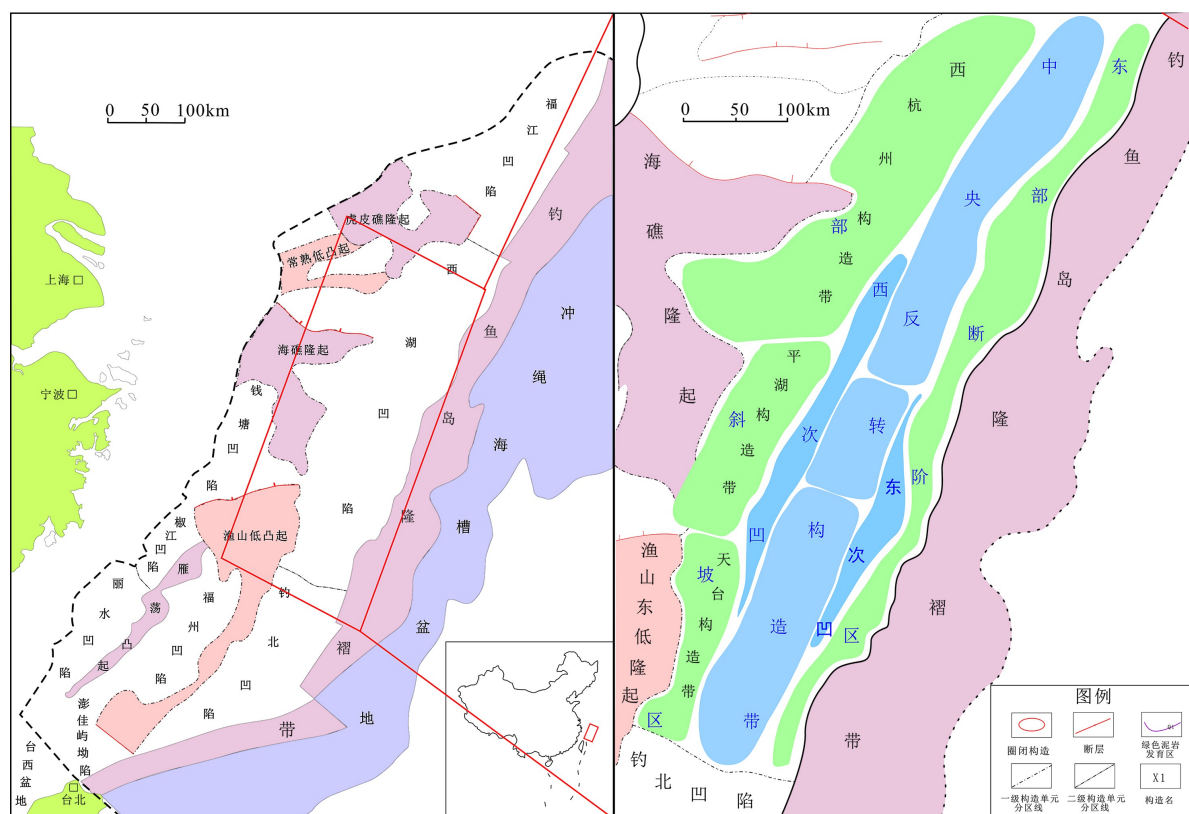 0 50 100km
福江凹陷
虎皮礁隆起
常熟低凸起
上海
西湖凹陷
钓鱼岛隆褶带
冲绳海槽盆地
海礁隆起
宁波
钱塘凹陷
渔山低凸起
椒江凹陷
雁荡凸起
丽水凹陷
福州凹陷
钓北凹陷
澎佳屿坳陷
台西盆地
台北
0 50 100km
西部斜坡区
杭州构造带
平湖构造带
天台构造带
中央反转构造带
东部断阶区
西次凹
东次凹
海礁隆起
渔山东低隆起
钓北凹陷
钓鱼岛隆褶带
图例
圈闭构造
断层
绿色泥岩
发育区
一级构造单元
分区线
二级构造单元
分区线
X1
构造名